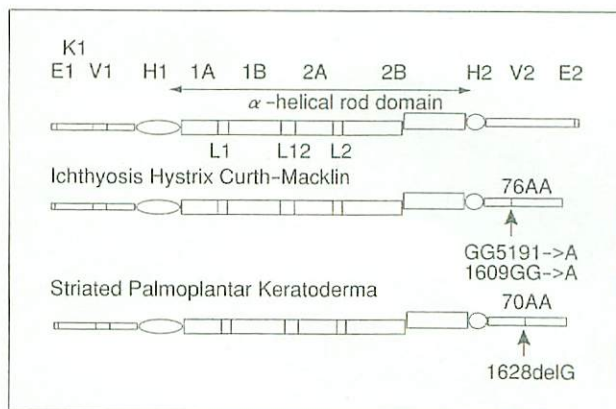 K1
E1 V1 H1 1A 1B 2A 2B H2 V2 E2
α-helical rod domain
L1 L12 L2
Ichthyosis Hystrix Curth-Macklin
76AA
GG5191->A
1609GG->A
Striated Palmoplantar Keratoderma
70AA
1628delG